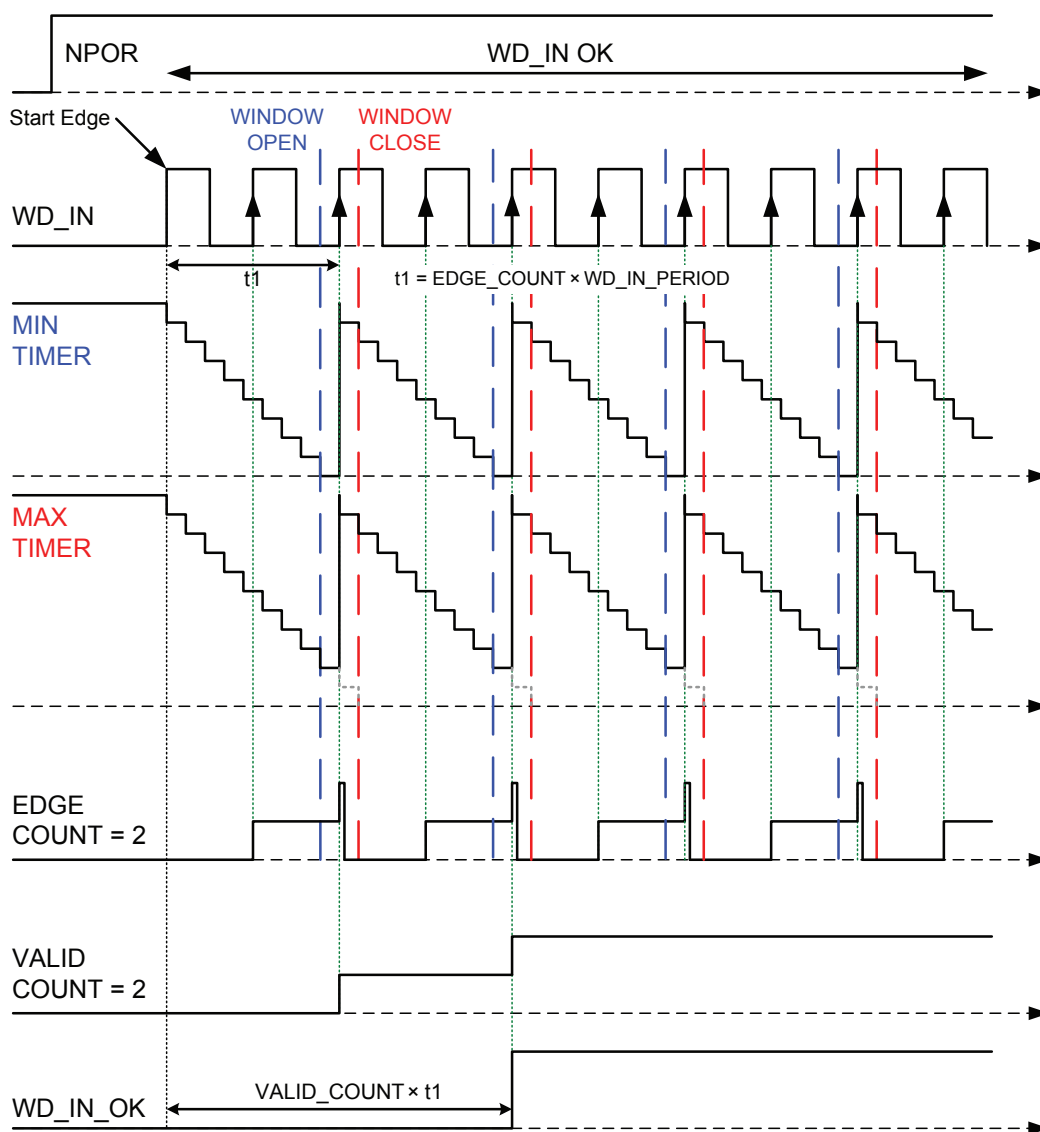 NPOR
WD_IN OK
Start Edge
WINDOW
OPEN
WINDOW
CLOSE
WD_IN
t1
t1 = EDGE_COUNT × WD_IN_PERIOD
MIN
TIMER
MAX
TIMER
EDGE
COUNT = 2
VALID
COUNT = 2
VALID_COUNT × t1
WD_IN_OK